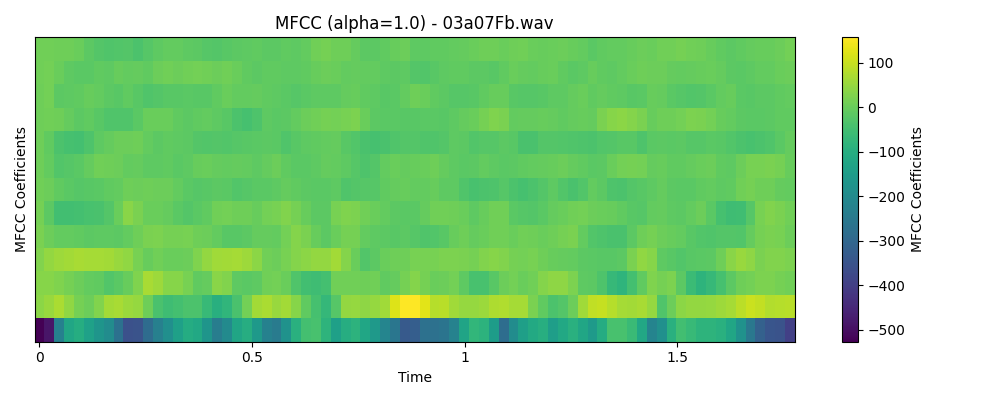 MFCC (alpha=1.0) - 03a07Fb.wav
MFCC Coefficients
0
0.5
1
1.5
Time
100
0
−100
−200
−300
−400
−500
MFCC Coefficients